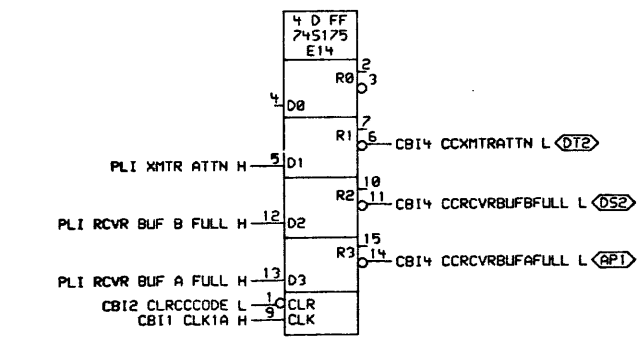 4 D FF
74S175
E14
2
R0 3
4 D0
7
R1 6 CBI4 CCXMTRATTN L DT2
PLI XMTR ATTN H 5 D1
10
R2 11 CBI4 CCRCVRBUFBFULL L DS2
PLI RCVR BUF B FULL H 12 D2
15
R3 14 CBI4 CCRCVRBUFAFULL L AP1
PLI RCVR BUF A FULL H 13 D3
CBI2 CLRCCCODE L 1 CLR
CBI1 CLK1A H 9 CLK